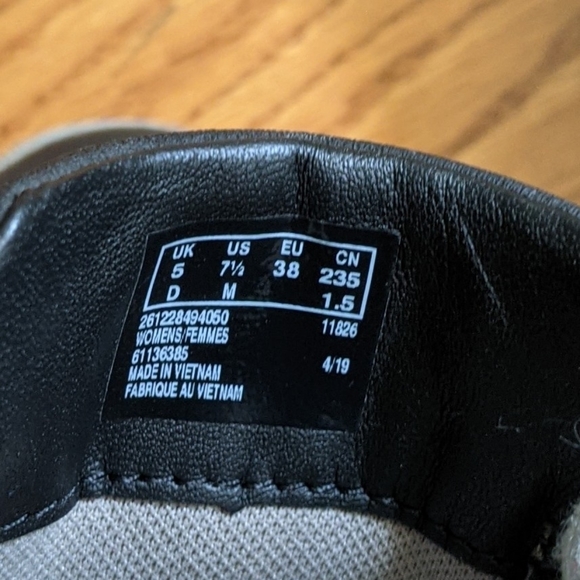 UK US EU CN
5 7½ 38 235
D M 1.5
261228494050 11826
WOMENS/FEMMES
61136385 4/19
MADE IN VIETNAM
FABRIQUE AU VIETNAM